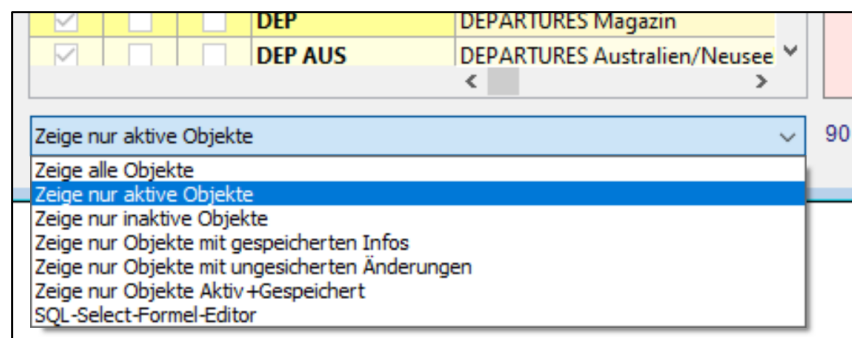 DEP DEPARTURES Magazin
DEP AUS DEPARTURES Australien/Neusee
Zeige nur aktive Objekte 90
Zeige alle Objekte
Zeige nur aktive Objekte
Zeige nur inaktive Objekte
Zeige nur Objekte mit gespeicherten Infos
Zeige nur Objekte mit ungesicherten Änderungen
Zeige nur Objekte Aktiv+Gespeichert
SQL-Select-Formel-Editor